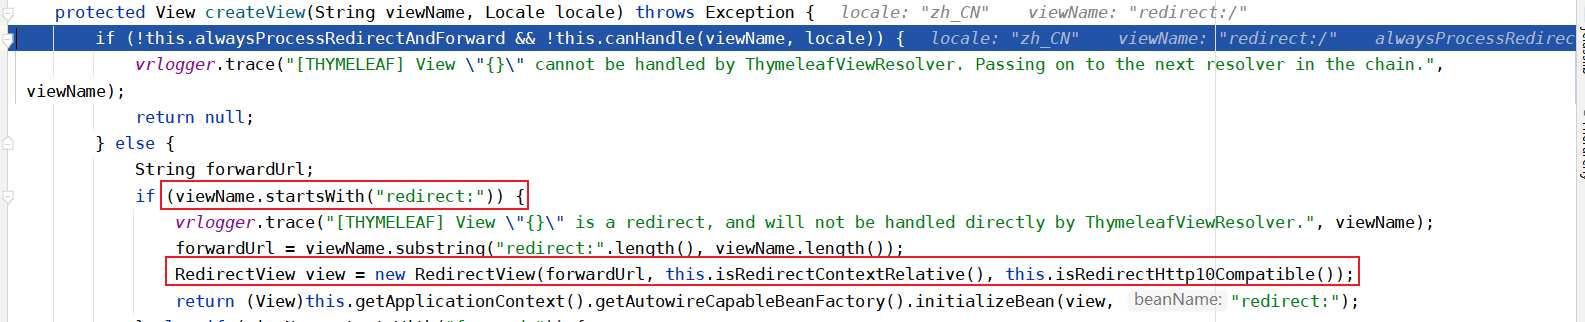 protected View createView(String viewName, Locale locale) throws Exception {   locale: "zh_CN"    viewName: "redirect:/"
if (!this.alwaysProcessRedirectAndForward && !this.canHandle(viewName, locale)) {   locale: "zh_CN"    viewName: "redirect:/"    alwaysProcessRedirec
vrlogger.trace("[THYMELEAF] View \"{}\" cannot be handled by ThymeleafViewResolver. Passing on to the next resolver in the chain.",
viewName);
return null;
} else {
String forwardUrl;
if (viewName.startsWith("redirect:")) {
vrlogger.trace("[THYMELEAF] View \"{}\" is a redirect, and will not be handled directly by ThymeleafViewResolver.", viewName);
forwardUrl = viewName.substring("redirect:".length(), viewName.length());
RedirectView view = new RedirectView(forwardUrl, this.isRedirectContextRelative(), this.isRedirectHttp10Compatible());
return (View)this.getApplicationContext().getAutowireCapableBeanFactory().initializeBean(view, beanName: "redirect:");